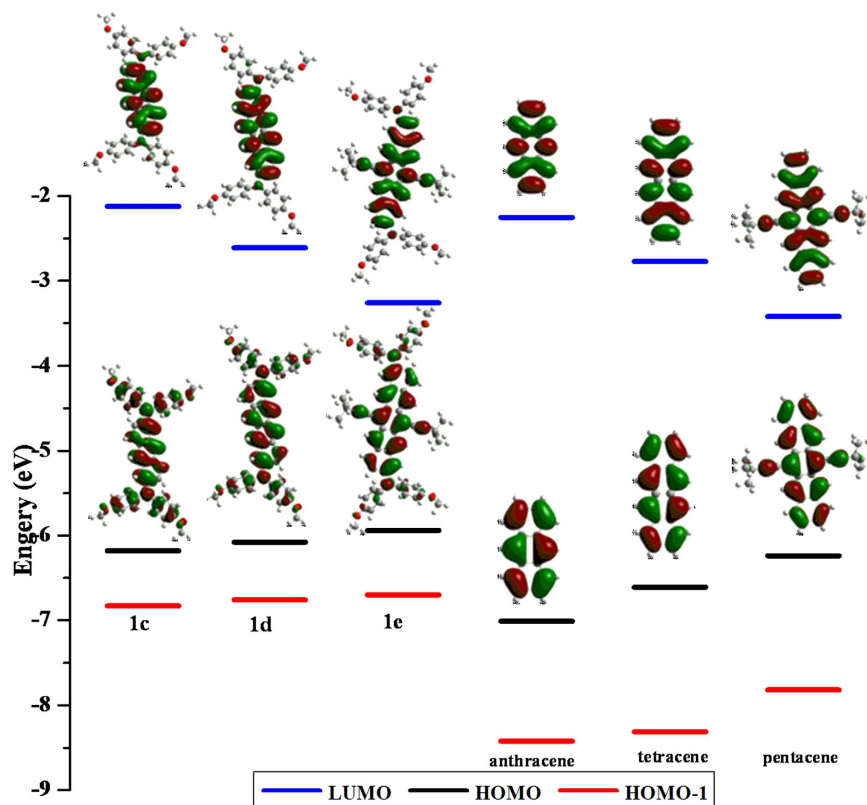 -2
-3
-4
-5
-6
-7
-8
-9
Engery (eV)
1c
1d
1e
anthracene
tetracene
pentacene
LUMO
HOMO
HOMO-1